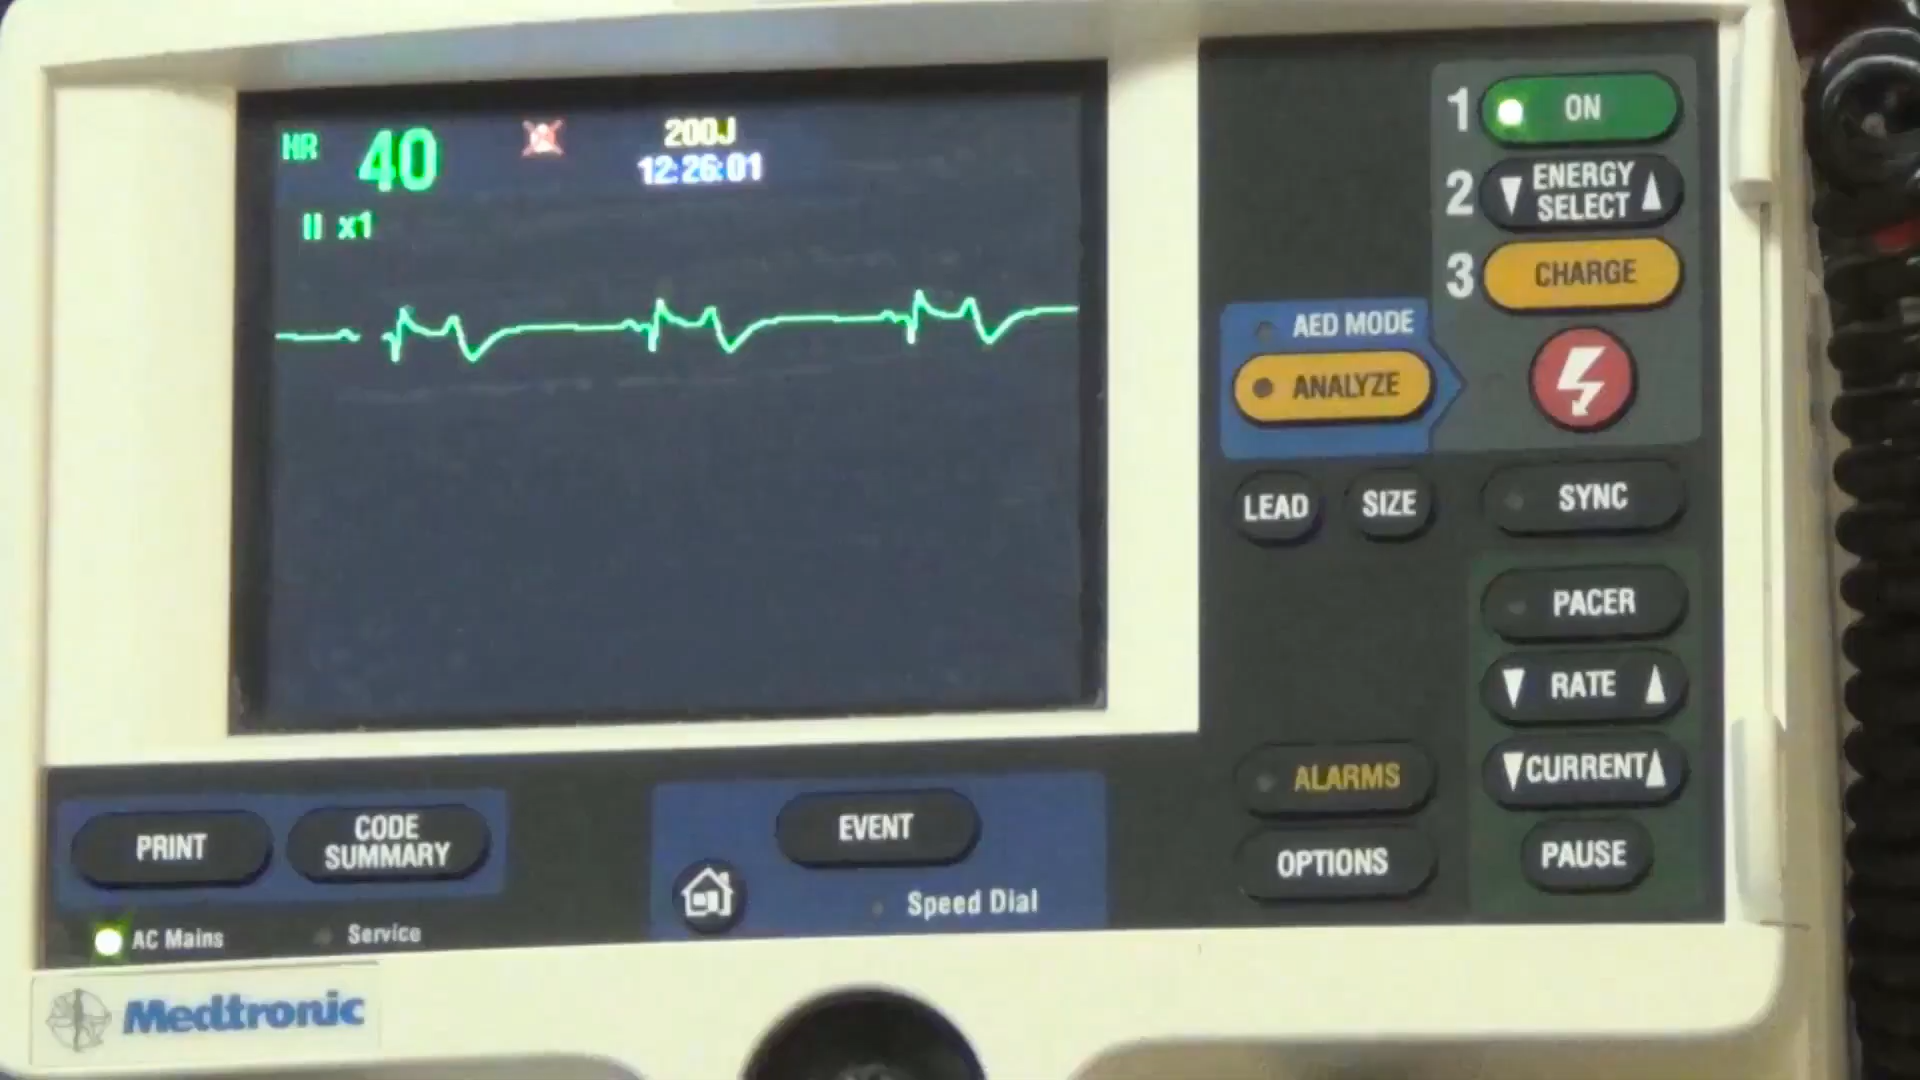 HR 40
200J
12:26:01
II x1
1 ON
2 ENERGY SELECT
3 CHARGE
AED MODE
ANALYZE
LEAD
SIZE
SYNC
PACER
RATE
CURRENT
PAUSE
ALARMS
OPTIONS
PRINT
CODE
SUMMARY
EVENT
Speed Dial
AC Mains
Service
Medtronic